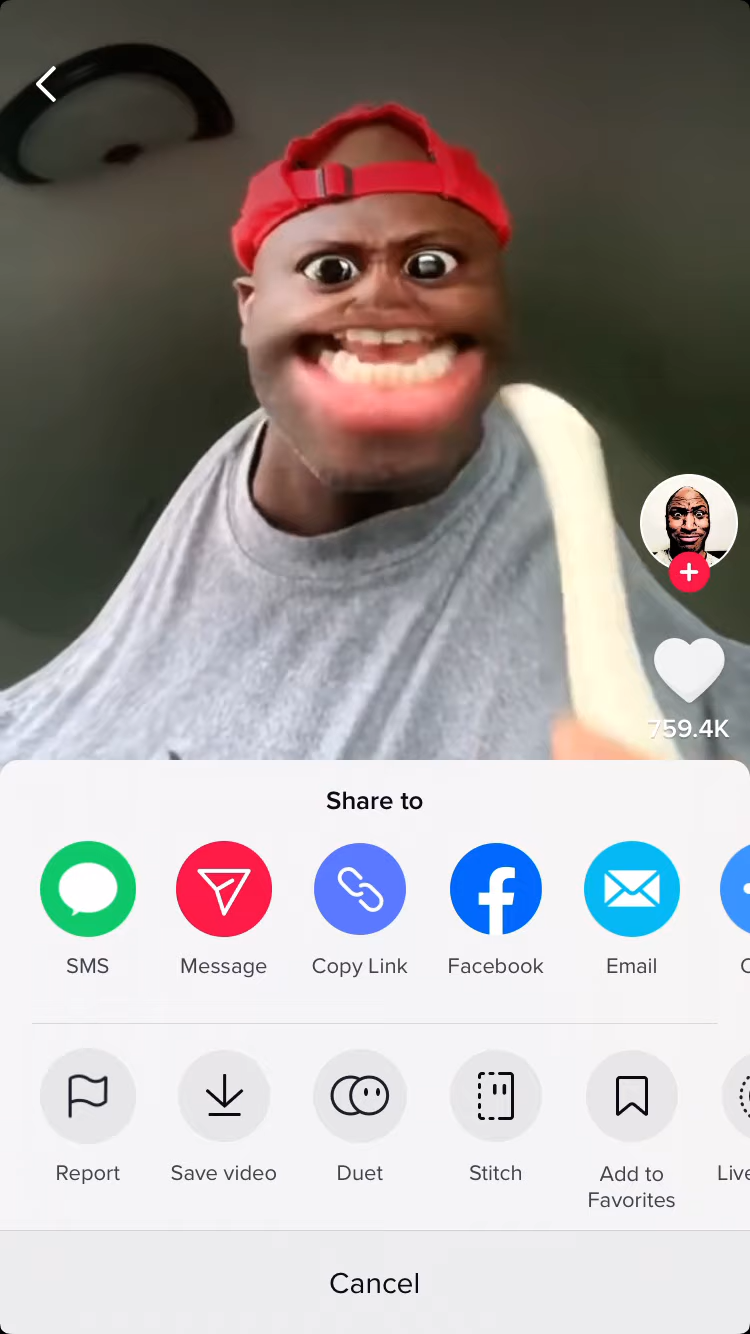 759.4K
Share to
SMS
Message
Copy Link
Facebook
Email
Report
Save video
Duet
Stitch
Add to
Favorites
Live
Cancel